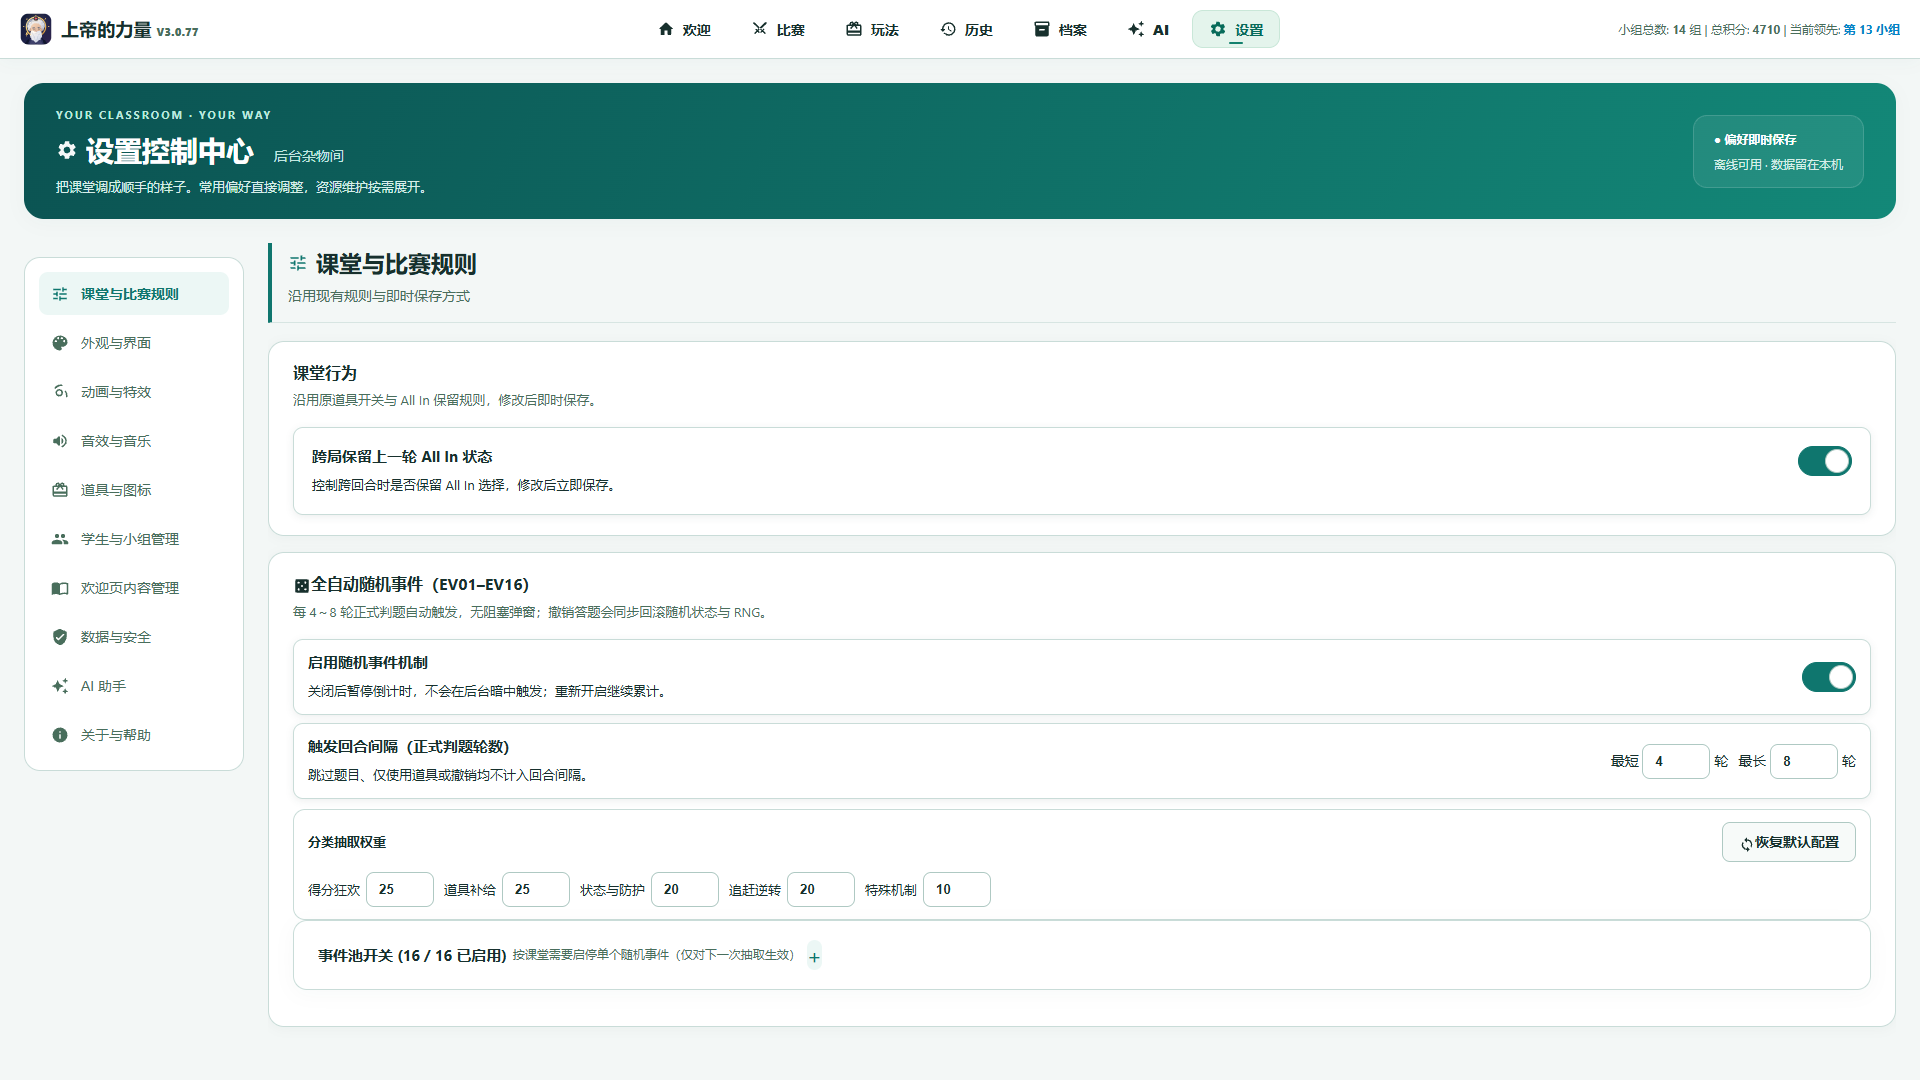 上帝的力量 V3.0.77
欢迎 比赛 玩法 历史 档案 AI 设置
小组总数: 14 组 | 总积分: 4710 | 当前领先: 第 13 小组
YOUR CLASSROOM · YOUR WAY
设置控制中心 后台杂物间
把课堂调成顺手的样子。常用偏好直接调整，资源维护按需展开。
● 偏好即时保存
离线可用 · 数据留在本机
课堂与比赛规则
外观与界面
动画与特效
音效与音乐
道具与图标
学生与小组管理
欢迎页内容管理
数据与安全
AI 助手
关于与帮助
课堂与比赛规则
沿用现有规则与即时保存方式
课堂行为
沿用原道具开关与 All In 保留规则，修改后即时保存。
跨局保留上一轮 All In 状态
控制跨回合时是否保留 All In 选择，修改后立即保存。
全自动随机事件（EV01–EV16）
每 4～8 轮正式判题自动触发，无阻塞弹窗；撤销答题会同步回滚随机状态与 RNG。
启用随机事件机制
关闭后暂停倒计时，不会在后台暗中触发；重新开启继续累计。
触发回合间隔（正式判题轮数）
跳过题目、仅使用道具或撤销均不计入回合间隔。
最短 4 轮 最长 8 轮
分类抽取权重
恢复默认配置
得分狂欢 25 道具补给 25 状态与防护 20 追赶逆转 20 特殊机制 10
事件池开关 (16 / 16 已启用) 按课堂需要启停单个随机事件（仅对下一次抽取生效） +